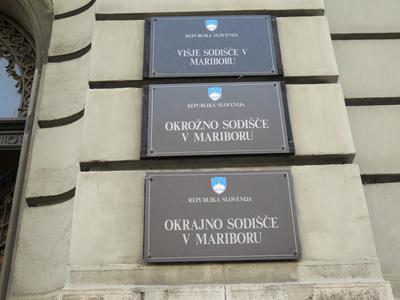 REPUBLIKA SLOVENIJA
VIŠJE SODIŠČE V
MARIBORU
REPUBLIKA SLOVENIJA
OKROŽNO SODIŠČE
V MARIBORU
REPUBLIKA SLOVENIJA
OKRAJNO SODIŠČE
V MARIBORU